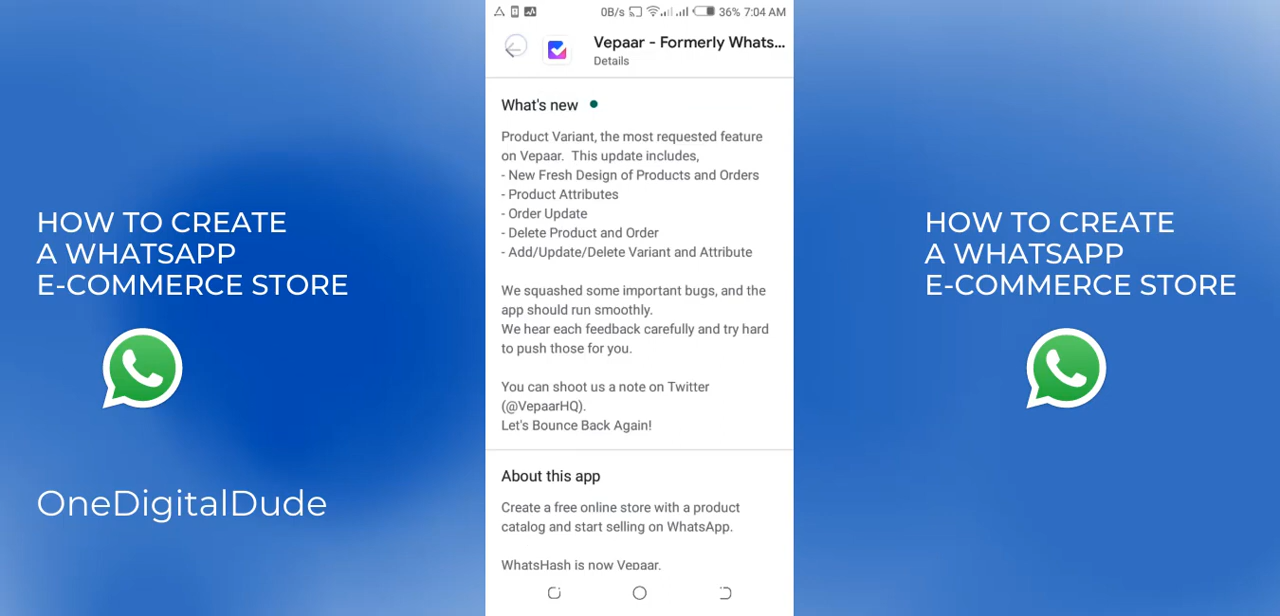 HOW TO CREATE
A WHATSAPP
E-COMMERCE STORE
OneDigitalDude
0B/s 36% 7:04 AM
Vepaar - Formerly Whats...
Details
What's new
Product Variant, the most requested feature
on Vepaar.  This update includes,
- New Fresh Design of Products and Orders
- Product Attributes
- Order Update
- Delete Product and Order
- Add/Update/Delete Variant and Attribute
We squashed some important bugs, and the
app should run smoothly.
We hear each feedback carefully and try hard
to push those for you.
You can shoot us a note on Twitter
(@VepaarHQ).
Let's Bounce Back Again!
About this app
Create a free online store with a product
catalog and start selling on WhatsApp.
WhatsHash is now Vepaar.
HOW TO CREATE
A WHATSAPP
E-COMMERCE STORE